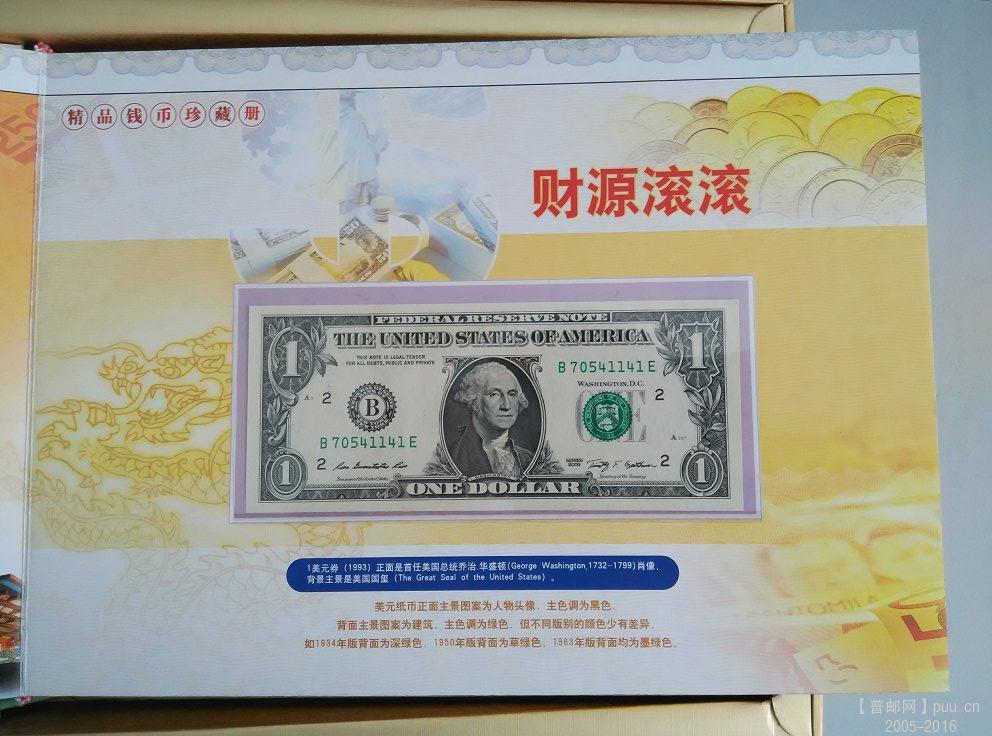 精品钱币珍藏册
财源滚滚
FEDERAL RESERVE NOTE
THE UNITED STATES OF AMERICA
1
1
THIS NOTE IS LEGAL TENDER
FOR ALL DEBTS, PUBLIC AND PRIVATE
B 70541141 E
WASHINGTON, D.C.
2
B
ONE
2
B 70541141 E
2
SERIES
2009
2
1
WASHINGTON
1
ONE DOLLAR
1美元券（1993）正面是首任美国总统乔治.华盛顿(George Washington,1732-1799)肖像,
背景主景是美国国玺（The Great Seal of the United States）。
美元纸币正面主景图案为人物头像，主色调为黑色，
背面主景图案为建筑，主色调为绿色，但不同版别的颜色少有差异，
如1934年版背面为深绿色，1950年版背面为草绿色，1963年版背面均为墨绿色。
【普邮网】puu.cn
2005-2016